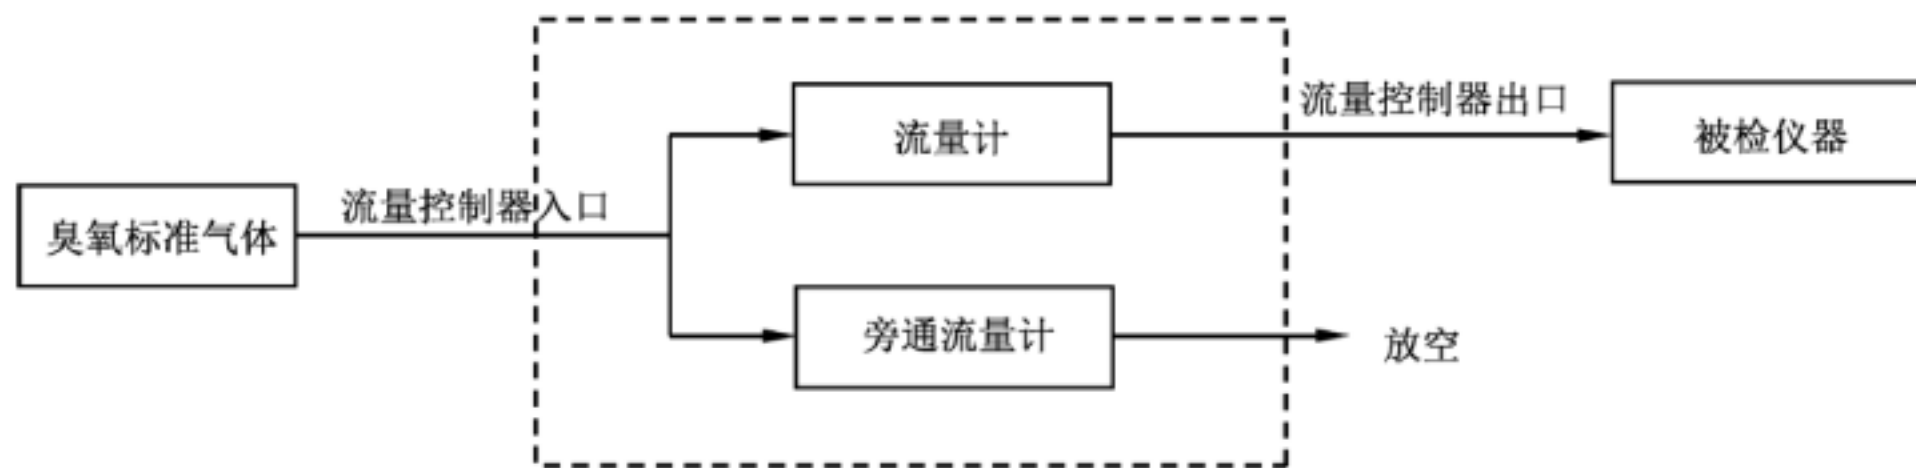 流量计
流量控制器出口
被检仪器
臭氧标准气体
流量控制器入口
旁通流量计
放空